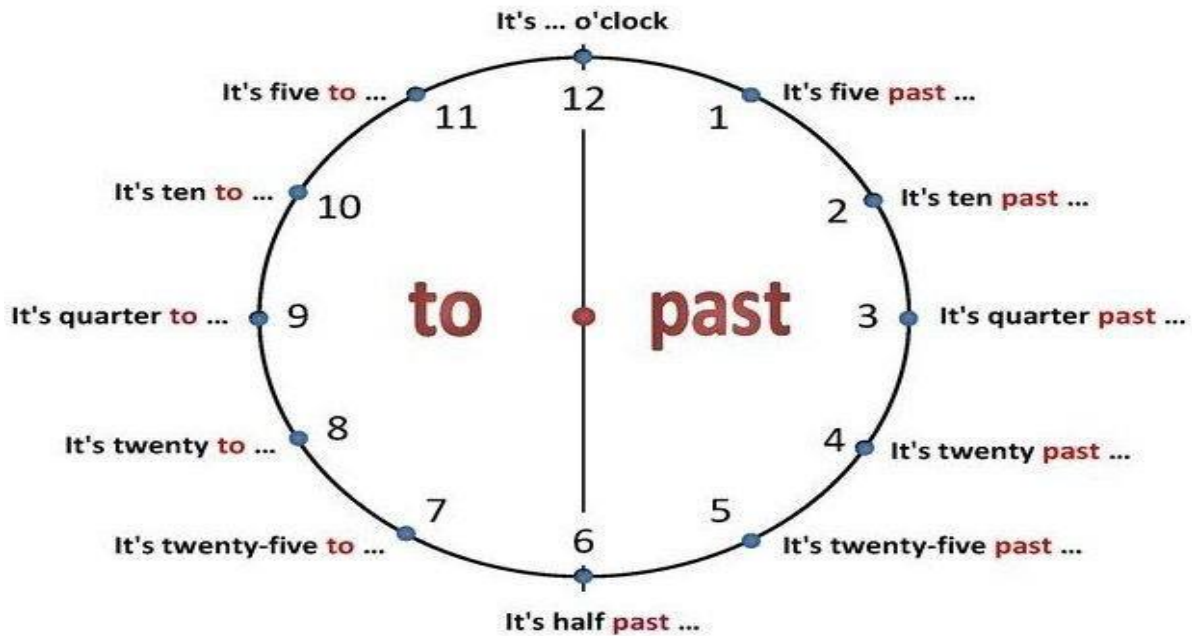 It's ... o'clock
It's five to ...
11
12
1
It's five past ...
It's ten to ...
10
2
It's ten past ...
It's quarter to ...
9
to
past
3
It's quarter past ...
It's twenty to ...
8
4
It's twenty past ...
It's twenty-five to ...
7
6
5
It's twenty-five past ...
It's half past ...